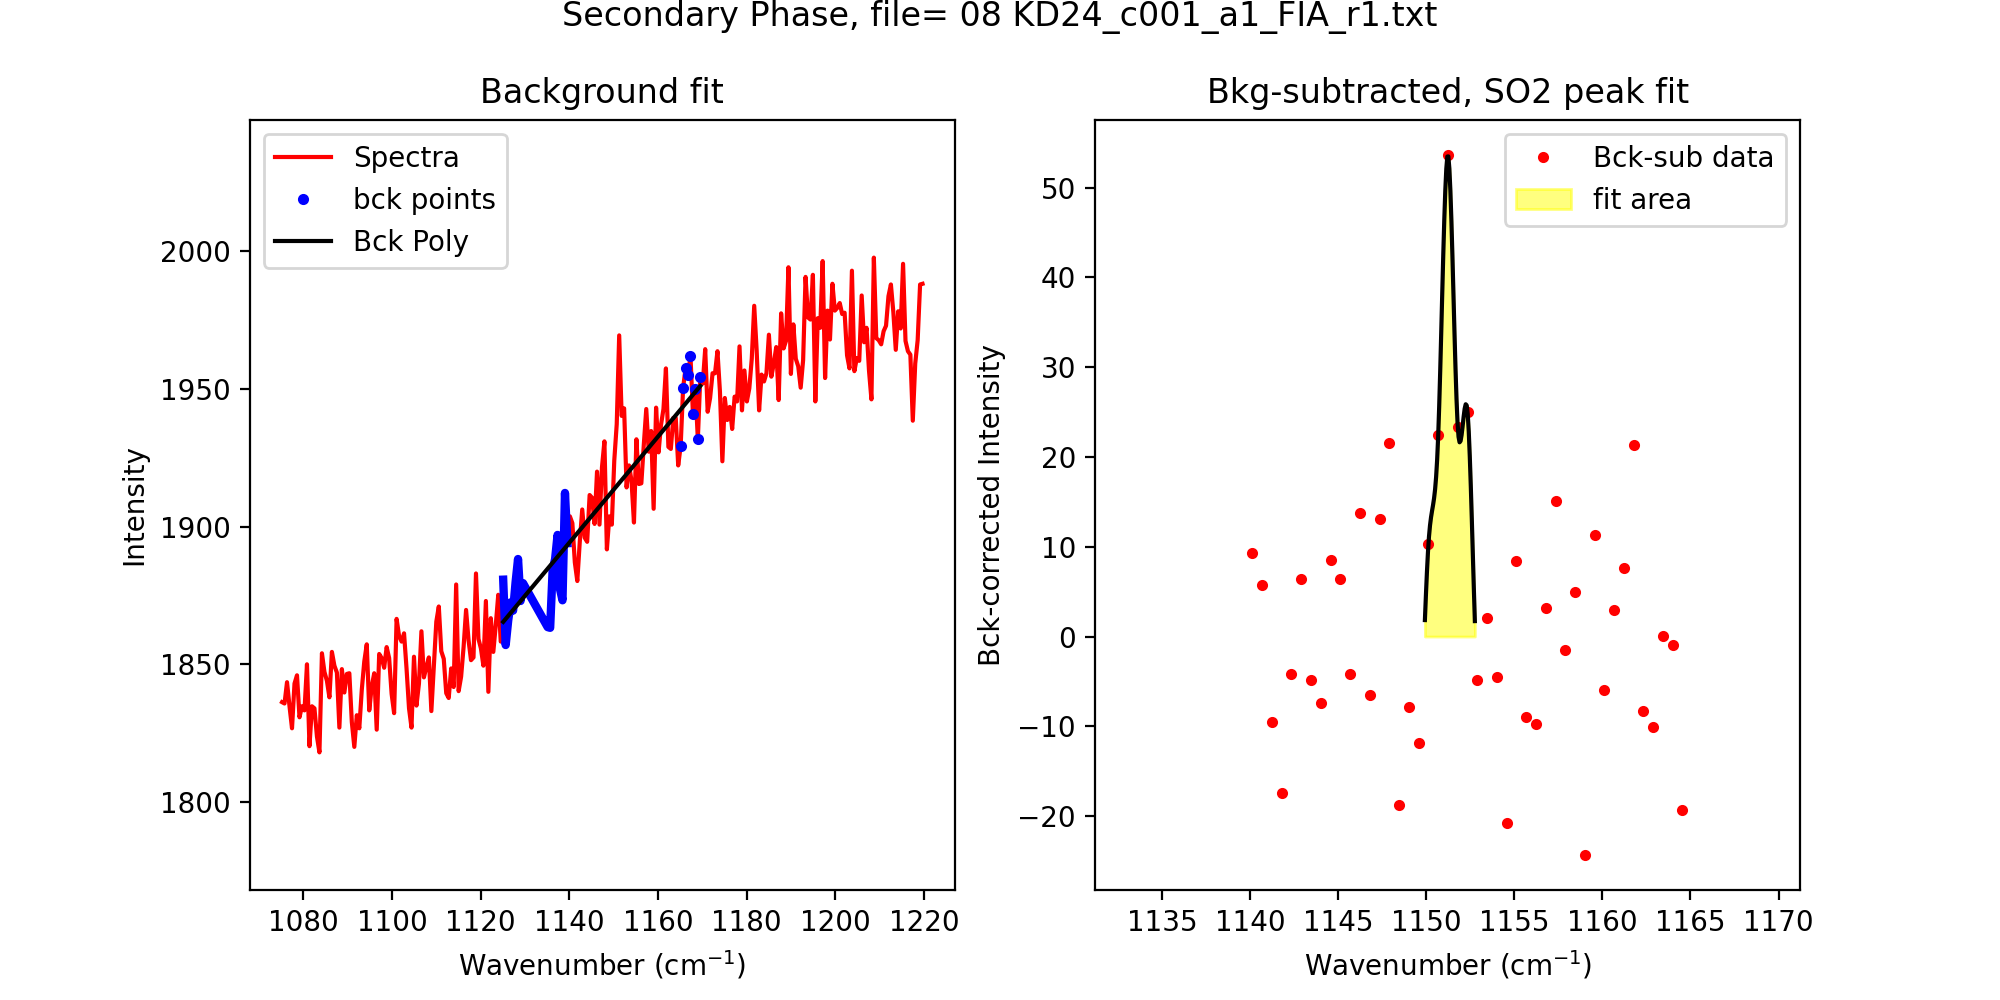 Secondary Phase, file= 08 KD24_c001_a1_FIA_r1.txt
Background fit
Spectra
bck points
Bck Poly
Intensity
2000
1950
1900
1850
1800
1080 1100 1120 1140 1160 1180 1200 1220
Wavenumber (cm⁻¹)
Bkg-subtracted, SO2 peak fit
Bck-sub data
fit area
Bck-corrected Intensity
50
40
30
20
10
0
−10
−20
1135 1140 1145 1150 1155 1160 1165 1170
Wavenumber (cm⁻¹)